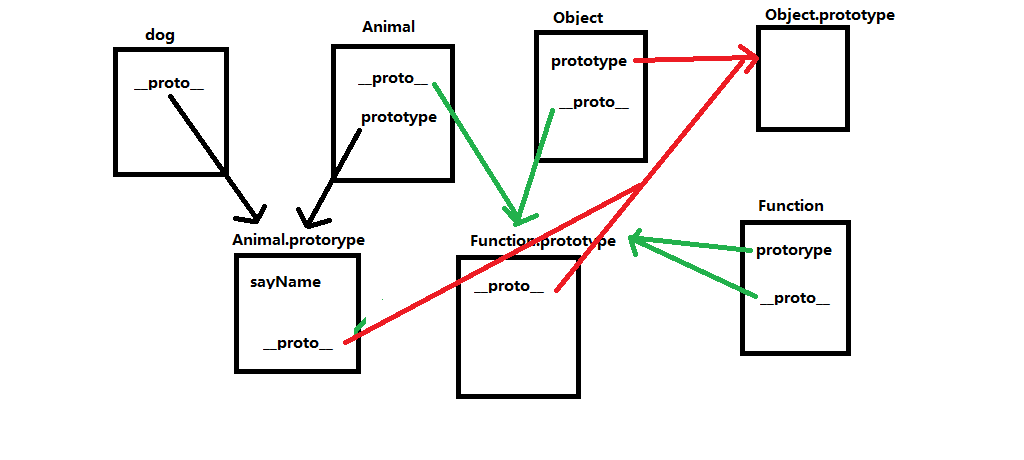 dog
__proto__
Animal
__proto__
prototype
Object
prototype
__proto__
Object.prototype
Animal.protorype
sayName
__proto__
Function.prototype
__proto__
Function
protorype
__proto__